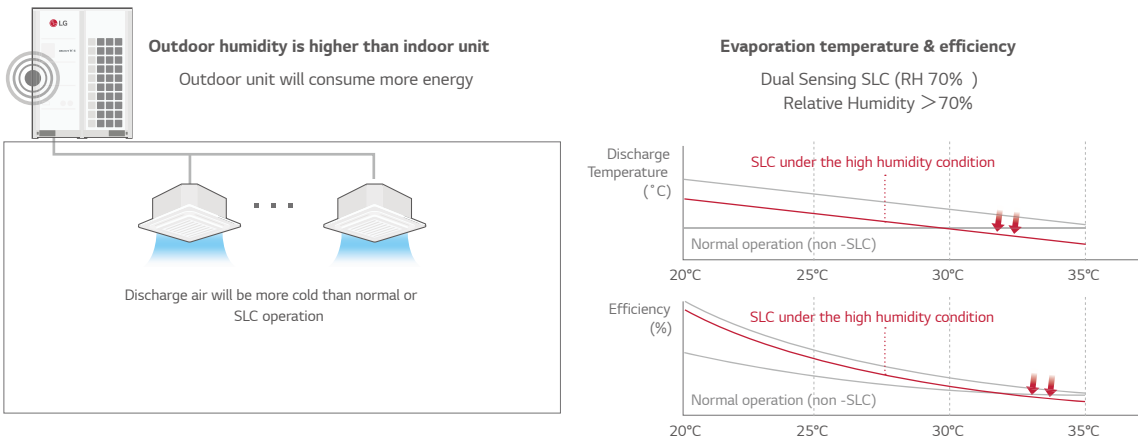 LG
Outdoor humidity is higher than indoor unit
Outdoor unit will consume more energy
Discharge air will be more cold than normal or
SLC operation
Evaporation temperature & efficiency
Dual Sensing SLC (RH 70% )
Relative Humidity >70%
Discharge
Temperature
(˚C)
SLC under the high humidity condition
Normal operation (non -SLC)
20℃ 25℃ 30℃ 35℃
Efficiency
(%)
SLC under the high humidity condition
Normal operation (non -SLC)
20℃ 25℃ 30℃ 35℃